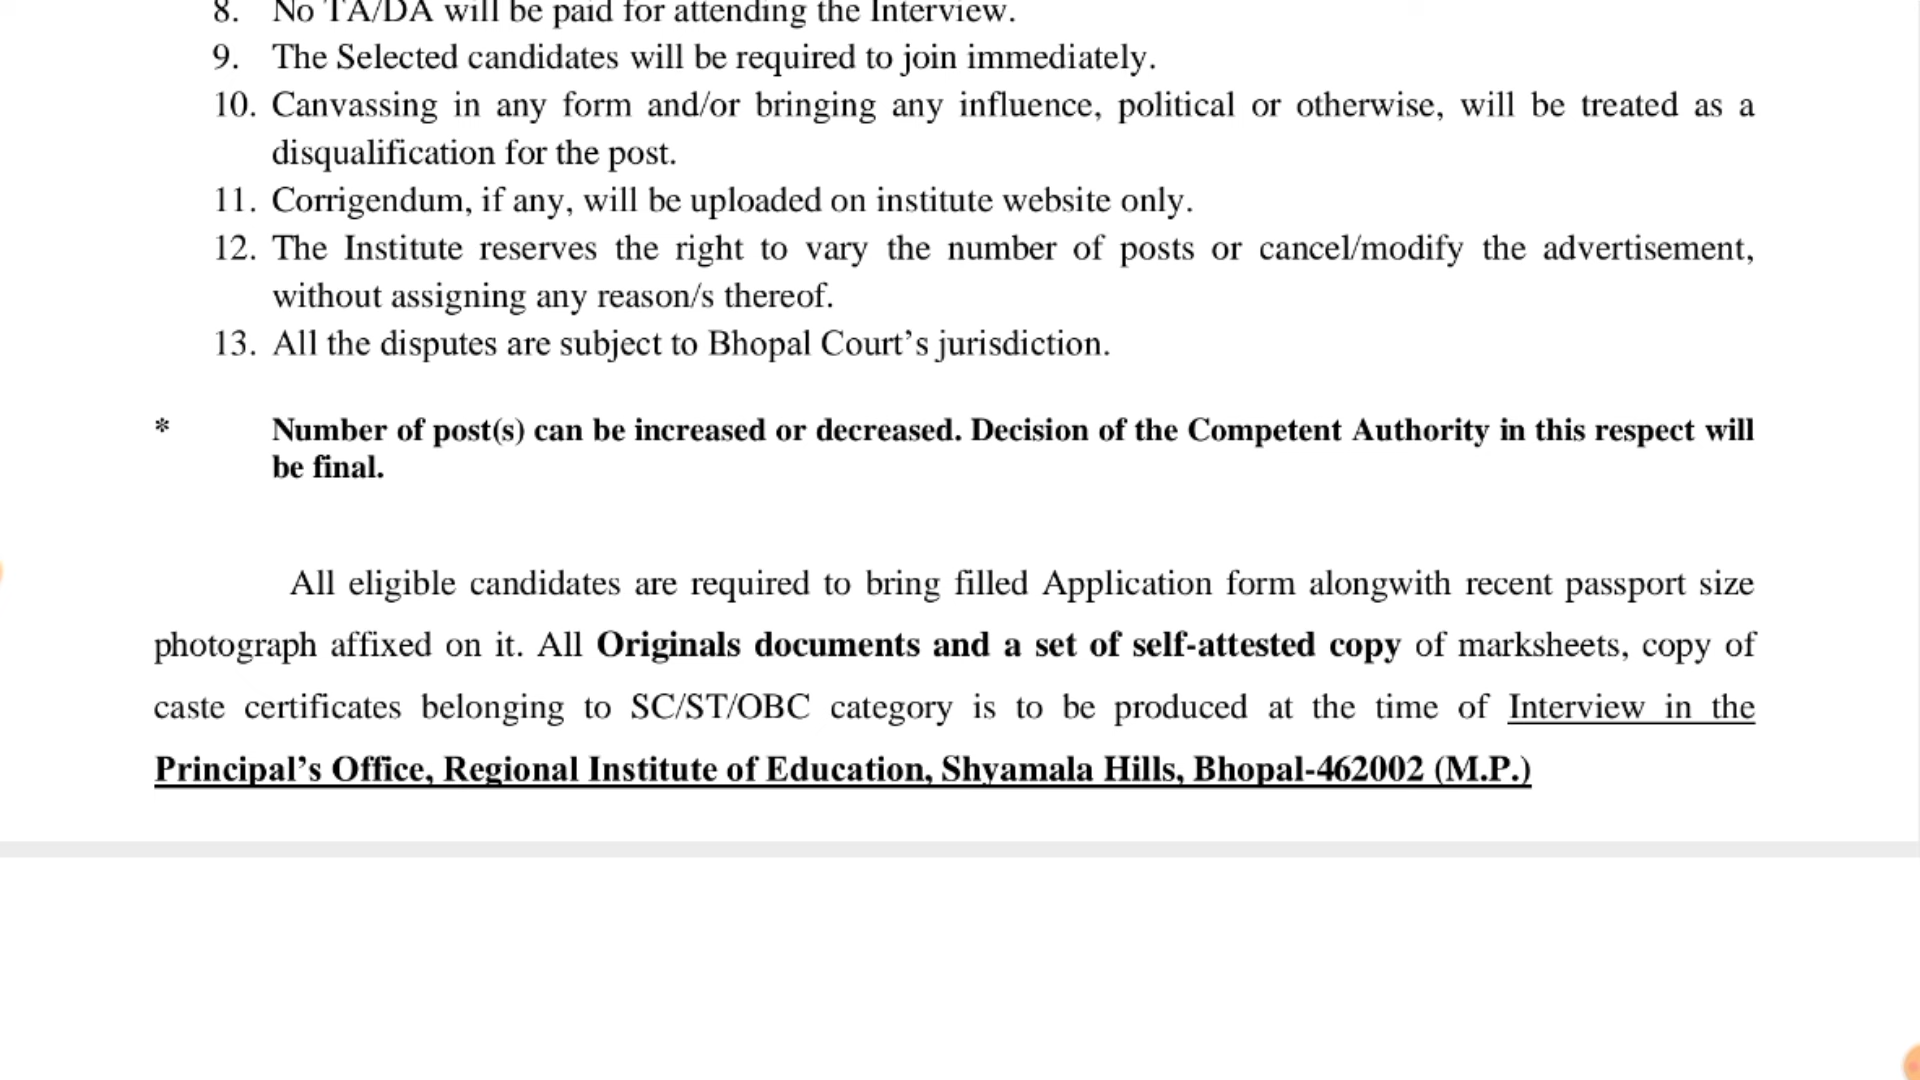 8. No TA/DA will be paid for attending the Interview.
9. The Selected candidates will be required to join immediately.
10. Canvassing in any form and/or bringing any influence, political or otherwise, will be treated as a
disqualification for the post.
11. Corrigendum, if any, will be uploaded on institute website only.
12. The Institute reserves the right to vary the number of posts or cancel/modify the advertisement,
without assigning any reason/s thereof.
13. All the disputes are subject to Bhopal Court’s jurisdiction.
* Number of post(s) can be increased or decreased. Decision of the Competent Authority in this respect will
be final.
All eligible candidates are required to bring filled Application form alongwith recent passport size
photograph affixed on it. All Originals documents and a set of self-attested copy of marksheets, copy of
caste certificates belonging to SC/ST/OBC category is to be produced at the time of Interview in the
Principal’s Office, Regional Institute of Education, Shyamala Hills, Bhopal-462002 (M.P.)